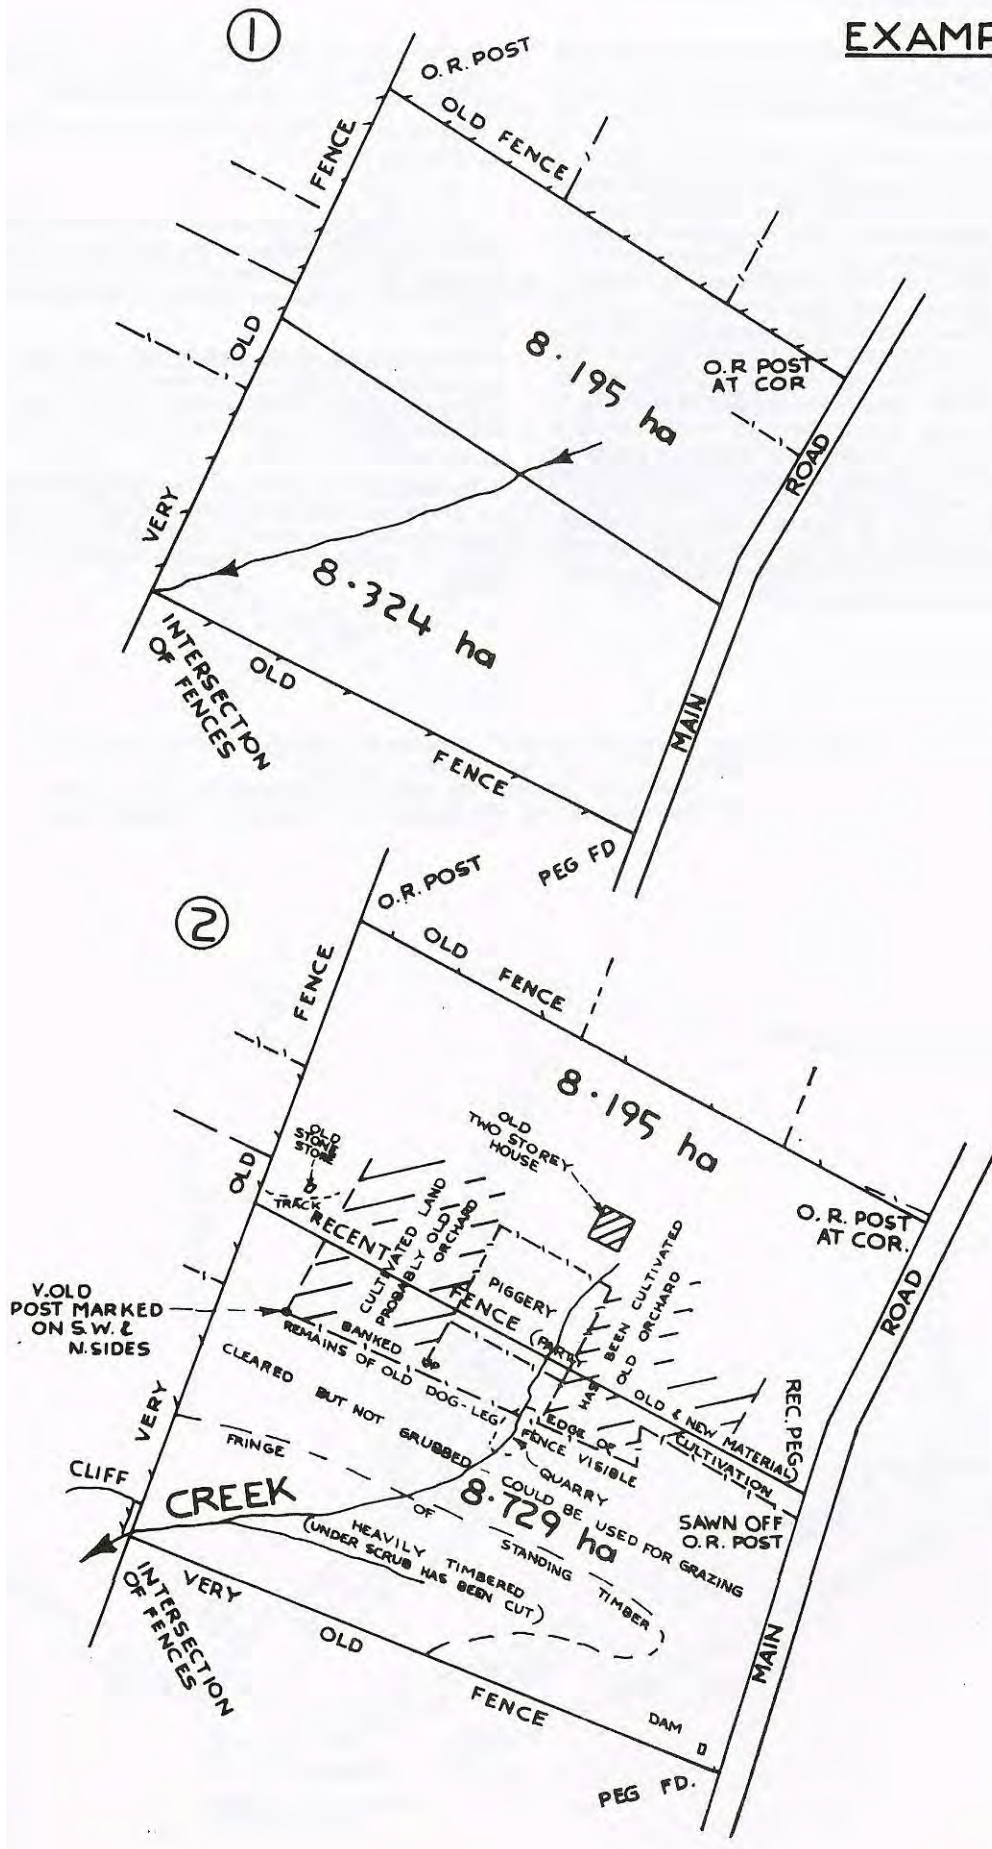 EXAMP
1
O.R. POST
OLD FENCE
FENCE
OLD
VERY
8.195 ha
O.R POST
AT COR
ROAD
MAIN
8.324 ha
INTERSECTION
OF FENCES
OLD
FENCE
PEG FD
2
O.R. POST
OLD FENCE
FENCE
OLD
VERY
8.195 ha
OLD
TWO STOREY
HOUSE
OLD
STONE
STORE
TRACK
CULTIVATED LAND
PROBABLY OLD
ORCHARD
O. R. POST
AT COR.
ROAD
MAIN
RECENT FENCE (PARTLY OLD & NEW MATERIAL)
PIGGERY
HAS BEEN CULTIVATED
OLD ORCHARD
REC. PEG
V.OLD
POST MARKED
ON S.W. &
N. SIDES
BANKED UP
REMAINS OF OLD DOG-LEG
FENCE VISIBLE
EDGE OF CULTIVATION
QUARRY
CLEARED BUT NOT GRUBBED - COULD BE USED FOR GRAZING
SAWN OFF
O.R. POST
8.729 ha
FRINGE OF STANDING TIMBER
CLIFF
CREEK
HEAVILY TIMBERED
(UNDER SCRUB HAS BEEN CUT)
INTERSECTION
OF FENCES
VERY OLD FENCE
DAM
PEG FD.